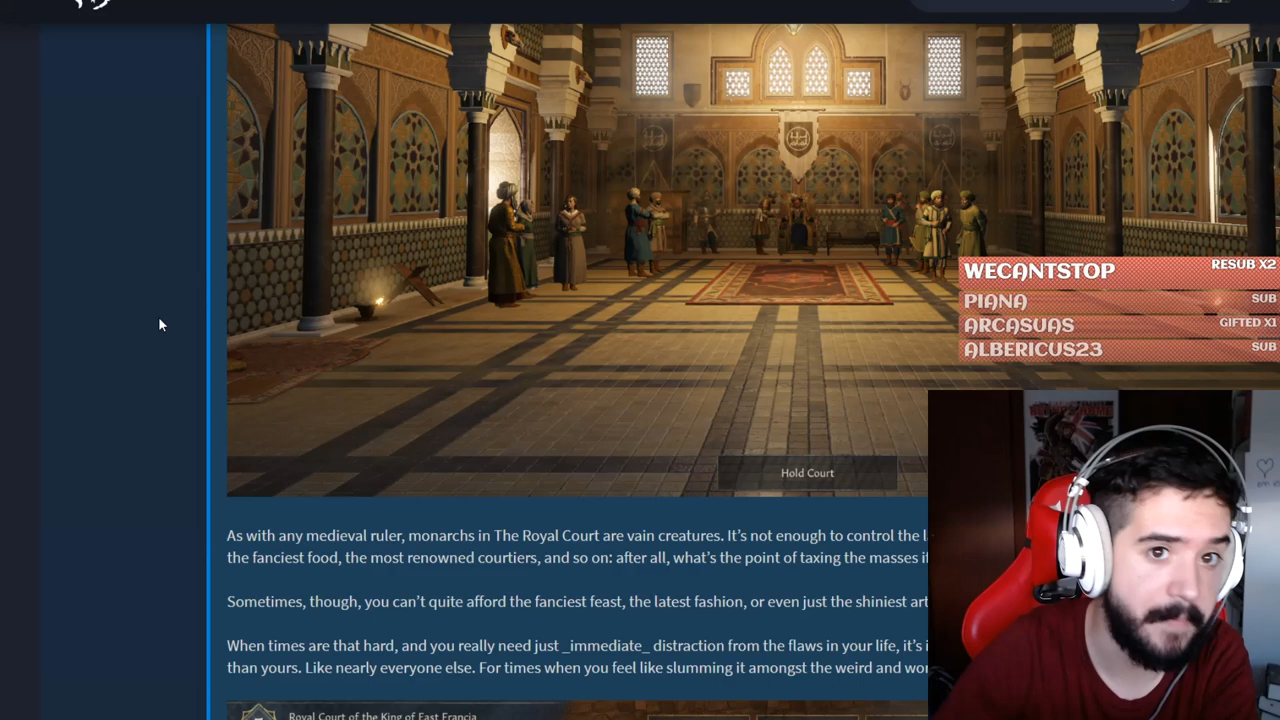 WECANTSTOP RESUB X2
PIANA SUB
ARCASUAS GIFTED X1
ALBERICUS23 SUB
Hold Court
As with any medieval ruler, monarchs in The Royal Court are vain creatures. It's not enough to control the
the fanciest food, the most renowned courtiers, and so on: after all, what's the point of taxing the masses
Sometimes, though, you can't quite afford the fanciest feast, the latest fashion, or even just the shiniest
When times are that hard, and you really need just _immediate_ distraction from the flaws in your life, it's
than yours. Like nearly everyone else. For times when you feel like slumming it amongst the weird and
Royal Court of the King of East Francia